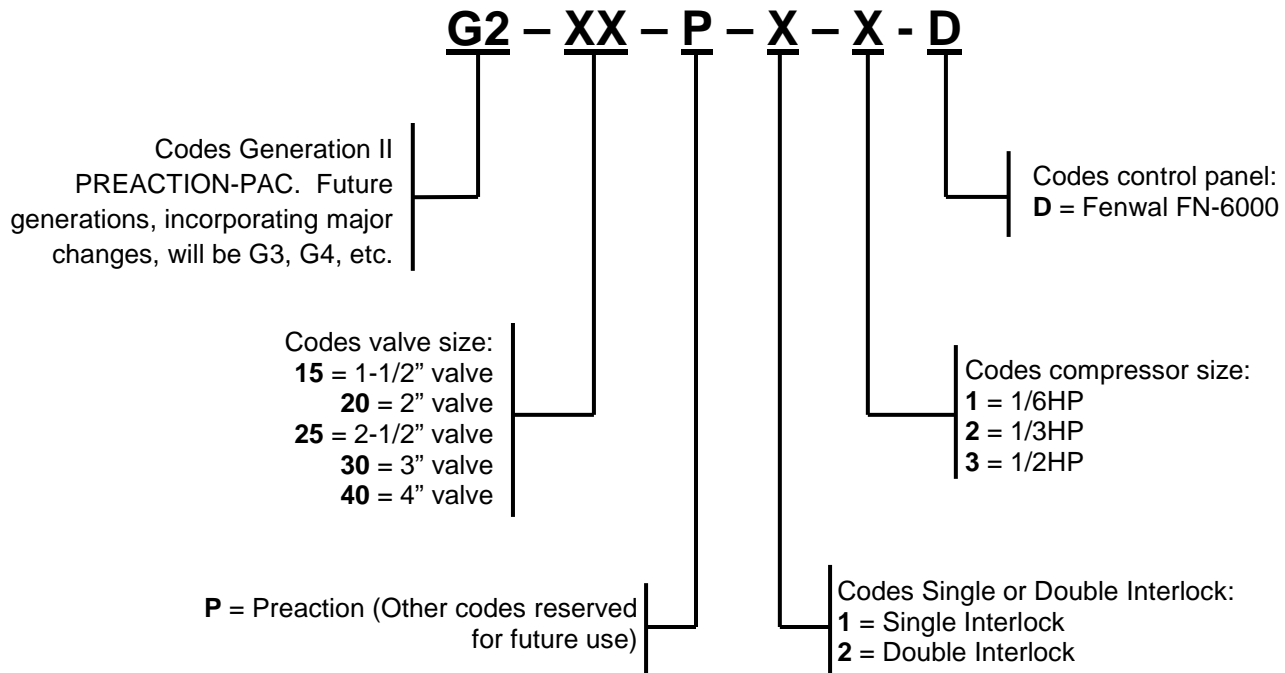 G2 – XX – P – X – X - D
Codes Generation II
PREACTION-PAC.  Future
generations, incorporating major
changes, will be G3, G4, etc.
Codes control panel:
D = Fenwal FN-6000
Codes valve size:
15 = 1-1/2” valve
20 = 2” valve
25 = 2-1/2” valve
30 = 3” valve
40 = 4” valve
Codes compressor size:
1 = 1/6HP
2 = 1/3HP
3 = 1/2HP
P = Preaction (Other codes reserved
for future use)
Codes Single or Double Interlock:
1 = Single Interlock
2 = Double Interlock